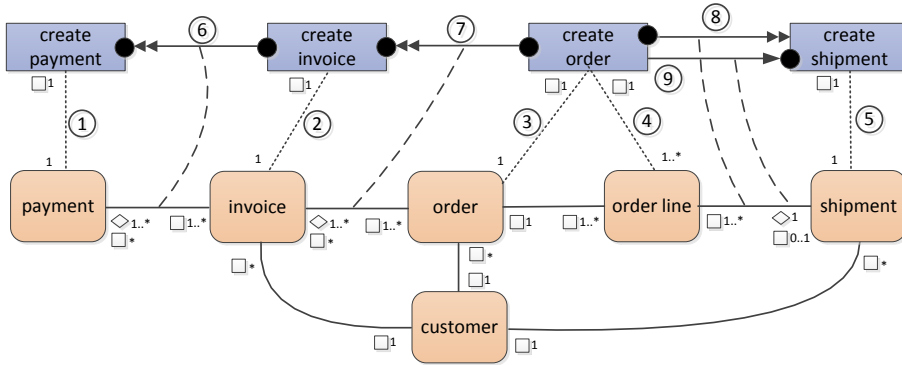 6
7
8
create
payment
create
invoice
create
order
create
shipment
9
□1
□1
□1
□1
□1
1
2
3
4
5
1
1
1
1..*
1
payment
invoice
order
order line
shipment
◇1..*
□*
□1..*
◇1..*
□*
□1..*
□1
□1..*
□1..*
◇1
□0..1
□*
□*
□*
□1
customer
□1
□1